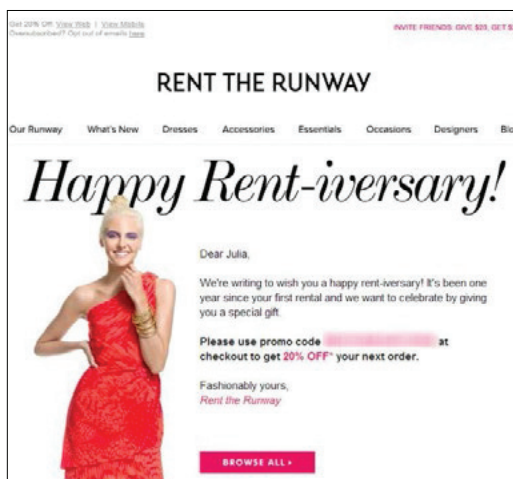 Get 20% Off: View Web | View Mobile
Oversubscribed? Opt out of emails here
INVITE FRIENDS: GIVE $20, GET $
RENT THE RUNWAY
Our Runway What's New Dresses Accessories Essentials Occasions Designers Blo
Happy Rent-iversary!
Dear Julia,
We're writing to wish you a happy rent-iversary! It's been one
year since your first rental and we want to celebrate by giving
you a special gift.
Please use promo code at
checkout to get 20% OFF* your next order.
Fashionably yours,
Rent the Runway
BROWSE ALL ▸